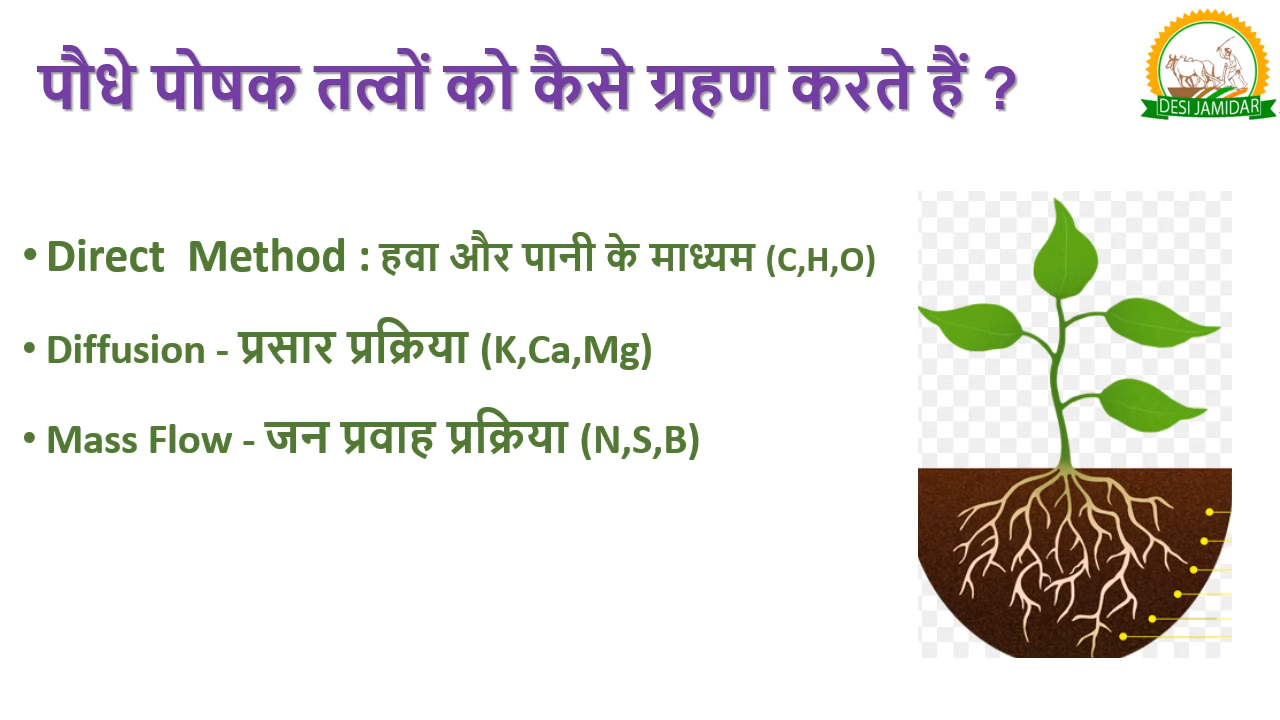 पौधे पोषक तत्वों को कैसे ग्रहण करते हैं ?
DESI JAMIDAR
• Direct Method : हवा और पानी के माध्यम (C,H,O)
• Diffusion - प्रसार प्रक्रिया (K,Ca,Mg)
• Mass Flow - जन प्रवाह प्रक्रिया (N,S,B)